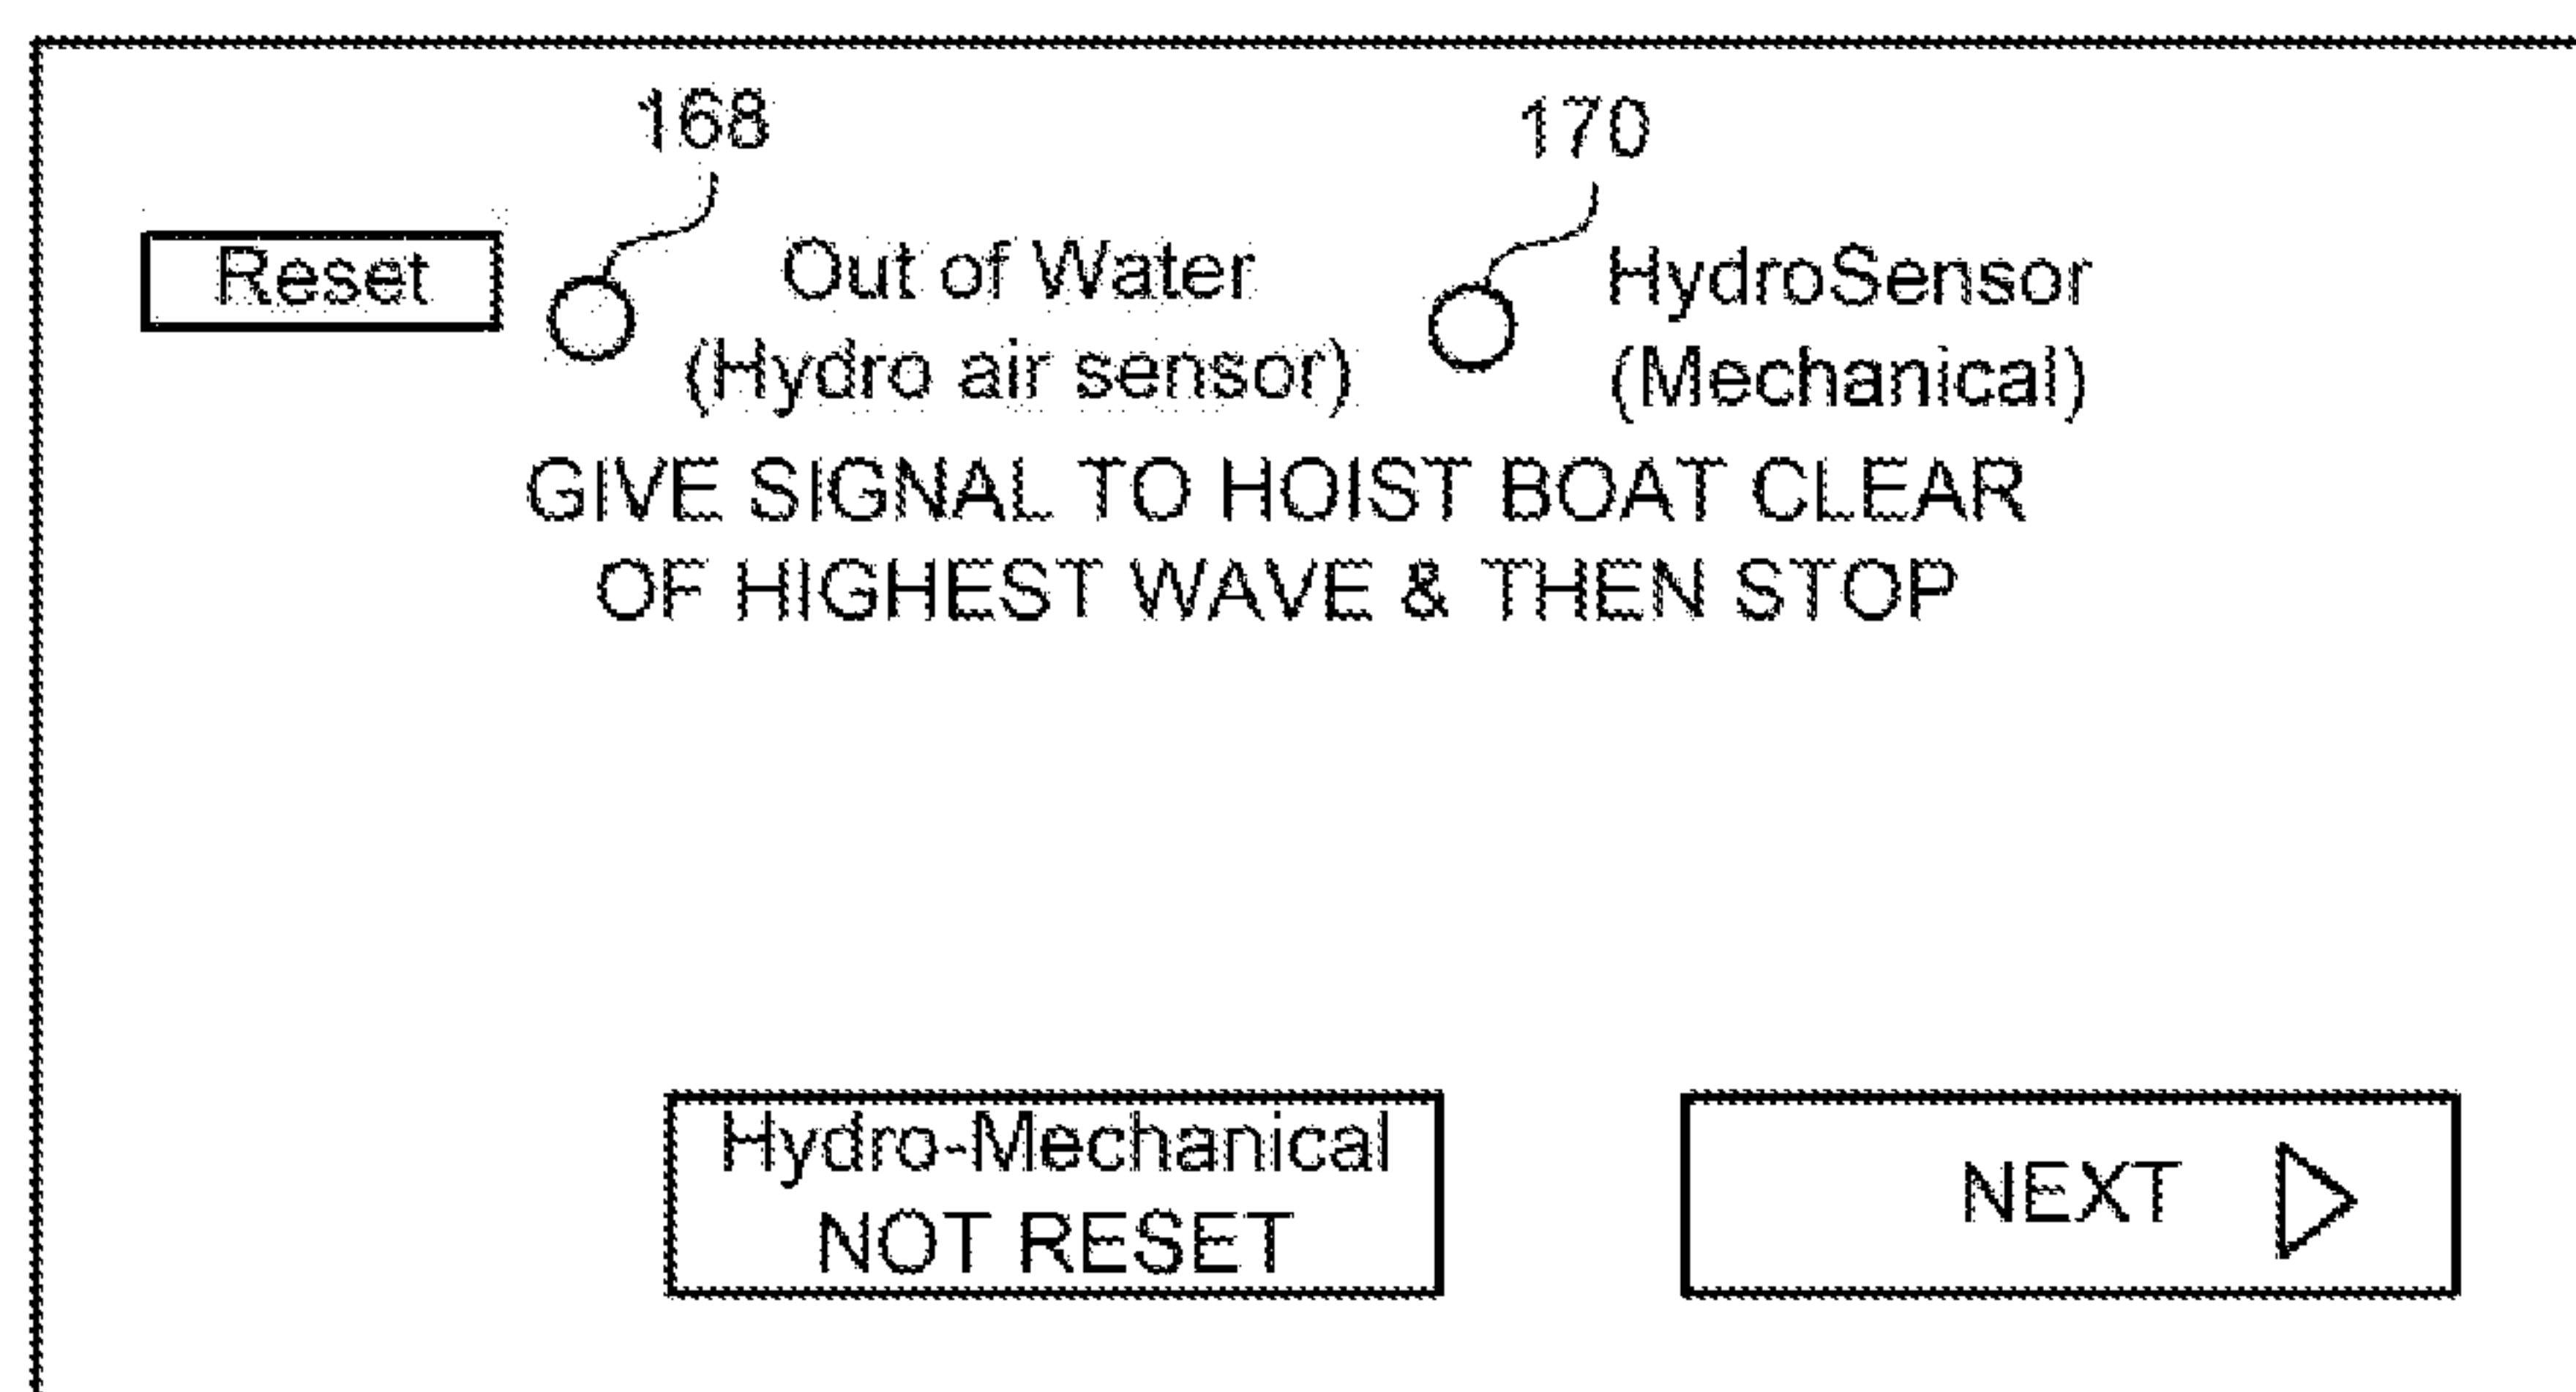 168
170
Reset
Out of Water
(Hydro air sensor)
HydroSensor
(Mechanical)
GIVE SIGNAL TO HOIST BOAT CLEAR
OF HIGHEST WAVE & THEN STOP
Hydro-Mechanical
NOT RESET
NEXT